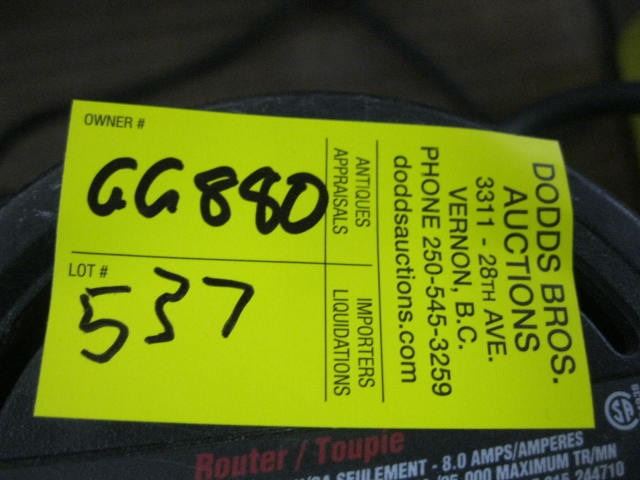 OWNER #
GG880
LOT #
537
ANTIQUES
APPRAISALS
IMPORTERS
LIQUIDATIONS
DODDS BROS.
AUCTIONS
3311 - 28TH AVE.
VERNON, B.C.
PHONE 250-545-3259
doddsauctions.com
Router / Toupie
SEULEMENT - 8.0 AMPS/AMPERES
000 MAXIMUM TR/MN
244710